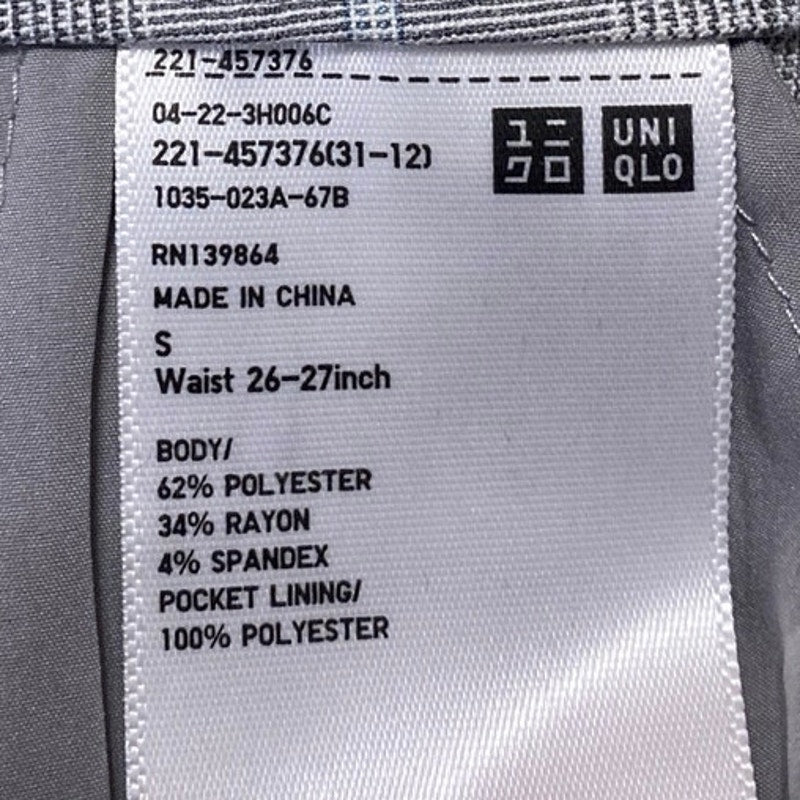 221-457376
04-22-3H006C
221-457376(31-12)
1035-023A-67B
ユニ
クロ
UNI
QLO
RN139864
MADE IN CHINA
S
Waist 26-27inch
BODY/
62% POLYESTER
34% RAYON
4% SPANDEX
POCKET LINING/
100% POLYESTER